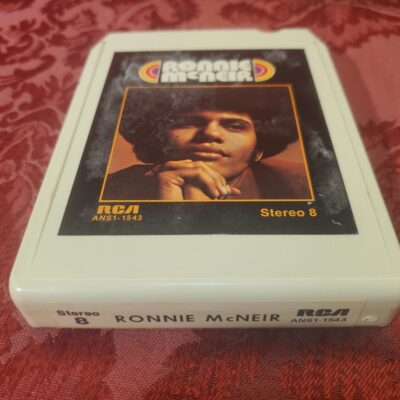 RONNIE
McNEIR
RCA
ANS1-1543
Stereo 8
Stereo
8
RONNIE McNEIR
RCA
ANS1-1543